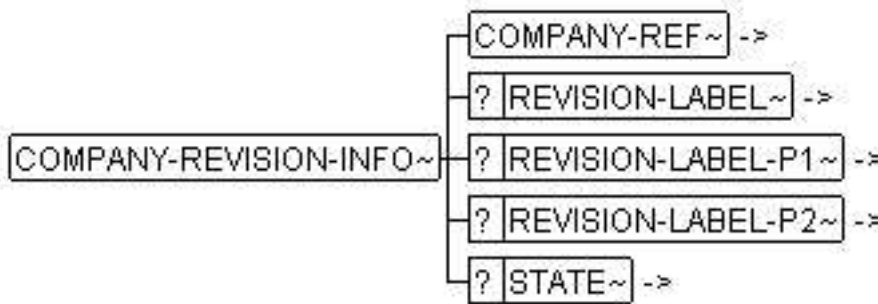 COMPANY-REF~ ->
? REVISION-LABEL~ ->
COMPANY-REVISION-INFO~ ? REVISION-LABEL-P1~ ->
? REVISION-LABEL-P2~ ->
? STATE~ ->